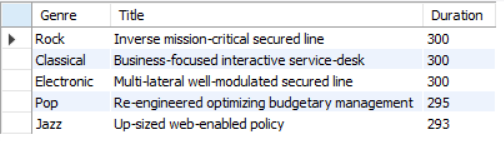 Genre Title Duration
Rock Inverse mission-critical secured line 300
Classical Business-focused interactive service-desk 300
Electronic Multi-lateral well-modulated secured line 300
Pop Re-engineered optimizing budgetary management 295
Jazz Up-sized web-enabled policy 293